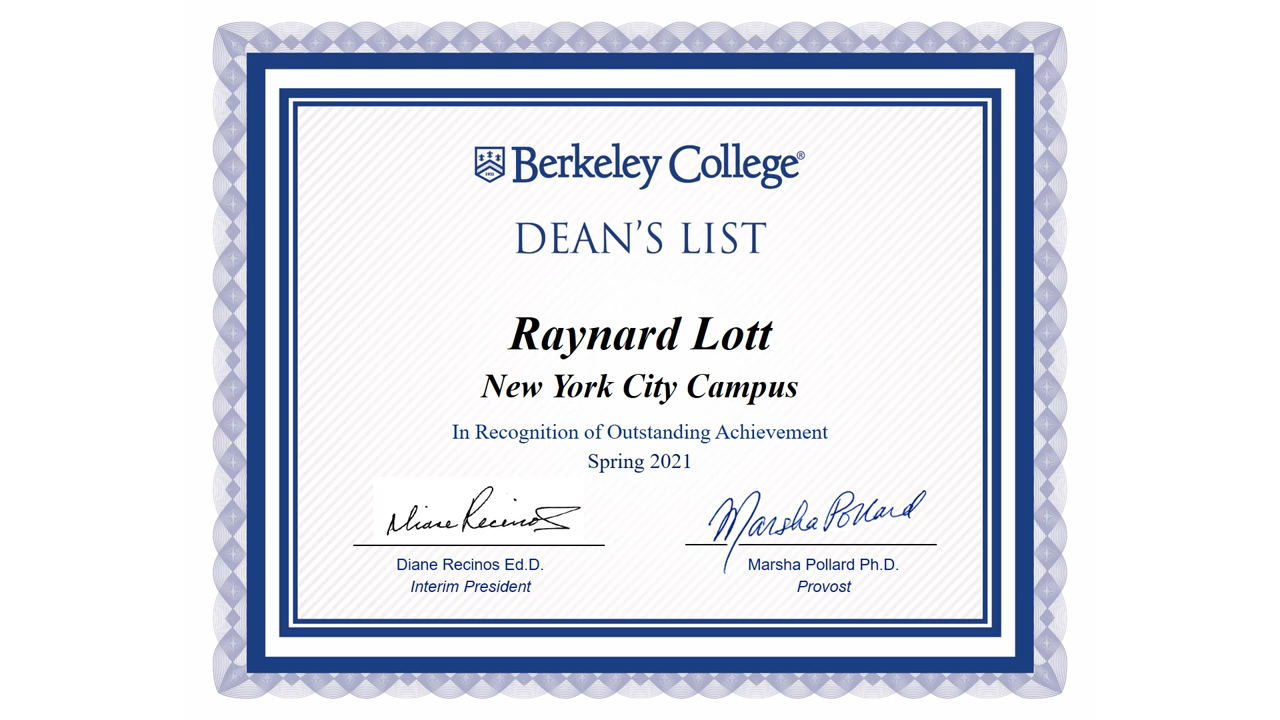 Berkeley College®
DEAN'S LIST
Raynard Lott
New York City Campus
In Recognition of Outstanding Achievement
Spring 2021
Diane Recinos Marsha Pollard
Diane Recinos Ed.D. Marsha Pollard Ph.D.
Interim President Provost